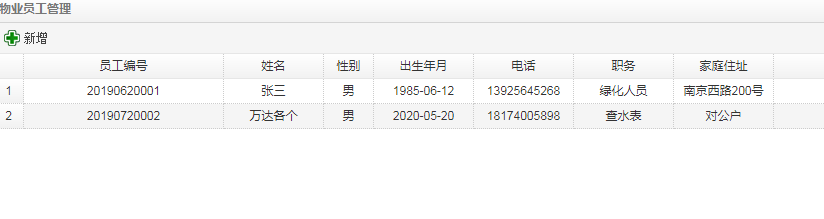 物业员工管理
新增
员工编号 姓名 性别 出生年月 电话 职务 家庭住址
1 20190620001 张三 男 1985-06-12 13925645268 绿化人员 南京西路200号
2 20190720002 万达各个 男 2020-05-20 18174005898 查水表 对公户